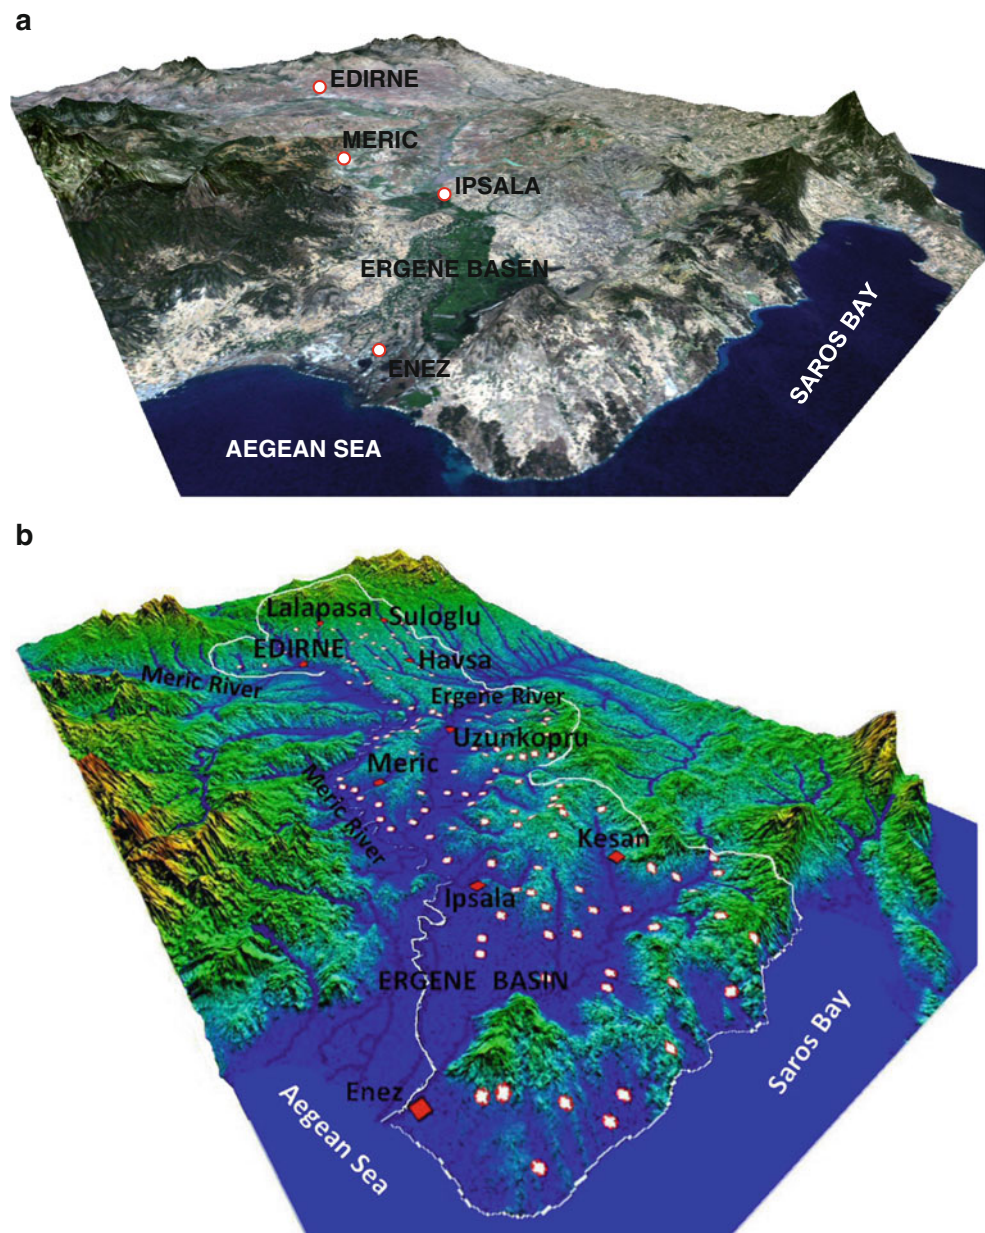 a
EDIRNE
MERIC
IPSALA
ERGENE BASEN
ENEZ
SAROS BAY
AEGEAN SEA
b
Lalapasa
Suloglu
EDIRNE
Havsa
Meric River
Ergene River
Uzunkopru
Meric
Meric River
Kesan
İpsala
ERGENE BASIN
Enez
Saros Bay
Aegean Sea